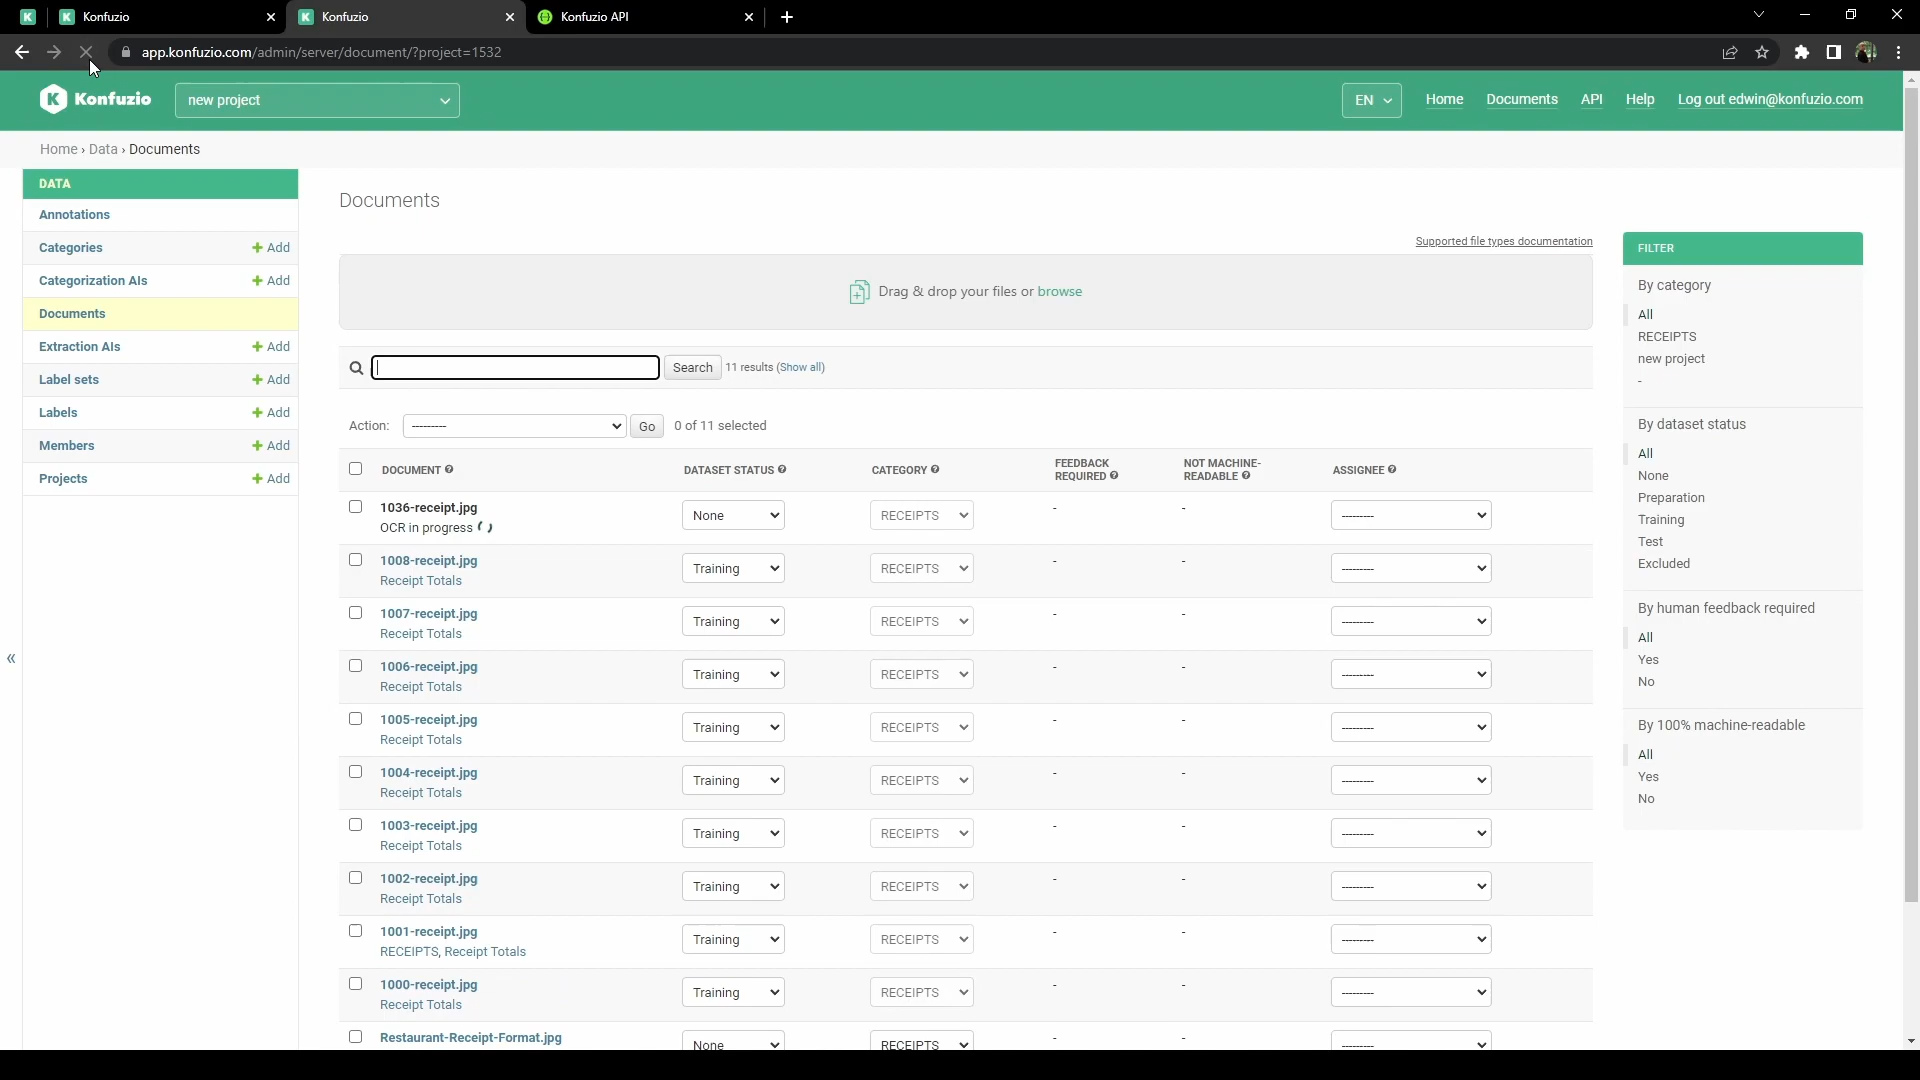 Konfuzio
Konfuzio
Konfuzio API
app.konfuzio.com/admin/server/document/?project=1532
Konfuzio
new project
EN
Home
Documents
API
Help
Log out edwin@konfuzio.com
Home › Data › Documents
DATA
Annotations
Categories
Add
Categorization AIs
Add
Documents
Extraction AIs
Add
Label sets
Add
Labels
Add
Members
Add
Projects
Add
«
Documents
Supported file types documentation
Drag & drop your files or browse
Search
11 results (Show all)
Action:
---------
Go
0 of 11 selected
DOCUMENT
DATASET STATUS
CATEGORY
FEEDBACK
REQUIRED
NOT MACHINE-
READABLE
ASSIGNEE
1036-receipt.jpg
OCR in progress
None
RECEIPTS
-
-
---------
1008-receipt.jpg
Receipt Totals
Training
RECEIPTS
-
-
---------
1007-receipt.jpg
Receipt Totals
Training
RECEIPTS
-
-
---------
1006-receipt.jpg
Receipt Totals
Training
RECEIPTS
-
-
---------
1005-receipt.jpg
Receipt Totals
Training
RECEIPTS
-
-
---------
1004-receipt.jpg
Receipt Totals
Training
RECEIPTS
-
-
---------
1003-receipt.jpg
Receipt Totals
Training
RECEIPTS
-
-
---------
1002-receipt.jpg
Receipt Totals
Training
RECEIPTS
-
-
---------
1001-receipt.jpg
RECEIPTS, Receipt Totals
Training
RECEIPTS
-
-
---------
1000-receipt.jpg
Receipt Totals
Training
RECEIPTS
-
-
---------
Restaurant-Receipt-Format.jpg
None
RECEIPTS
-
-
---------
FILTER
By category
All
RECEIPTS
new project
-
By dataset status
All
None
Preparation
Training
Test
Excluded
By human feedback required
All
Yes
No
By 100% machine-readable
All
Yes
No